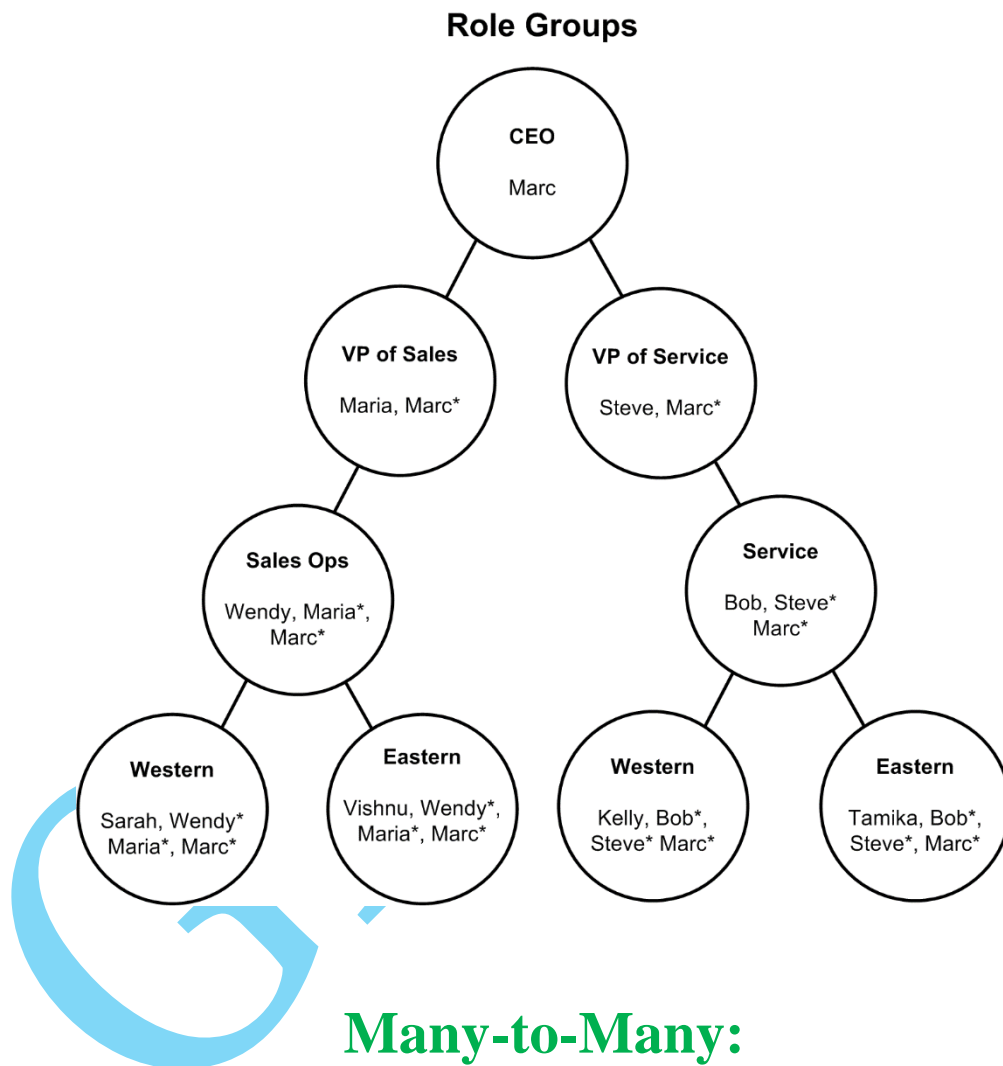 Role Groups
CEO
Marc
VP of Sales
Maria, Marc*
VP of Service
Steve, Marc*
Sales Ops
Wendy, Maria*,
Marc*
Service
Bob, Steve*
Marc*
Western
Sarah, Wendy*
Maria*, Marc*
Eastern
Vishnu, Wendy*,
Maria*, Marc*
Western
Kelly, Bob*,
Steve* Marc*
Eastern
Tamika, Bob*,
Steve*, Marc*
Many-to-Many: